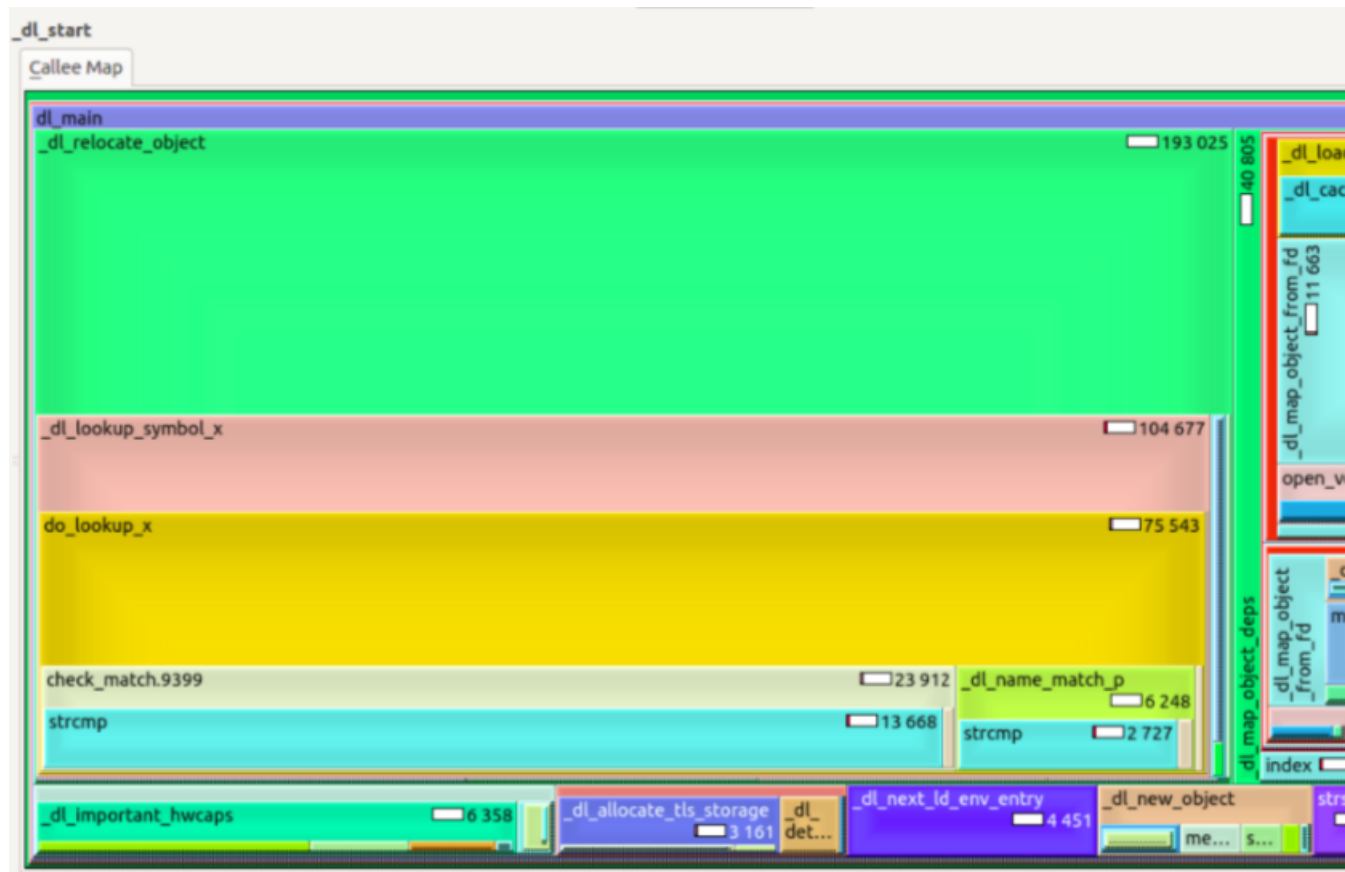 _dl_start
Callee Map
dl_main
_dl_relocate_object 193 025
_dl_lookup_symbol_x 104 677
do_lookup_x 75 543
check_match.9399 23 912
strcmp 13 668
_dl_name_match_p
6 248
strcmp 2 727
_dl_map_object_deps 40 805
_dl_loa
_dl_cac
_dl_map_object_from_fd
11 663
open_v
_dl_map_object
_from_fd
m
index
_dl_important_hwcaps 6 358
_dl_allocate_tls_storage
3 161
_dl_
det...
_dl_next_ld_env_entry
4 451
_dl_new_object
me...
s...
strs